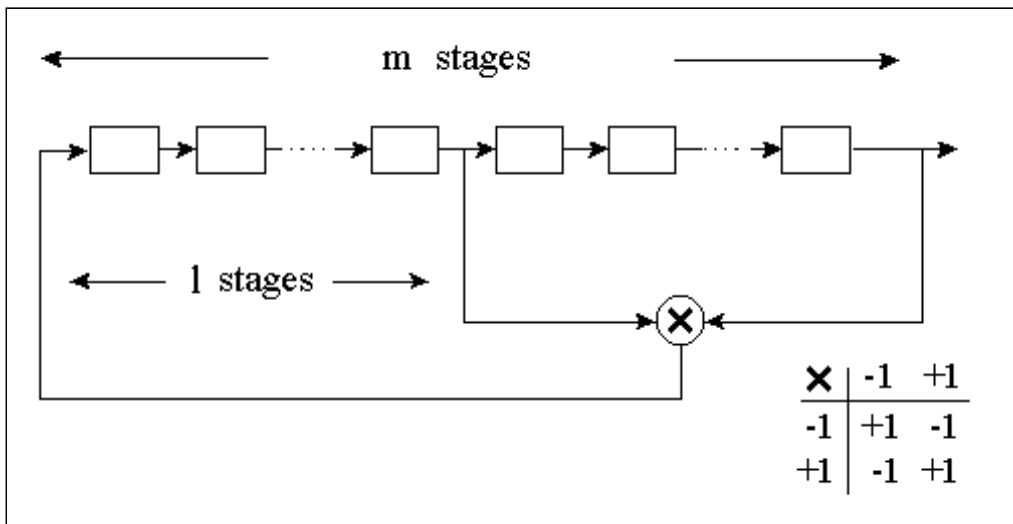 m stages
l stages
×
× -1 +1
-1 +1 -1
+1 -1 +1